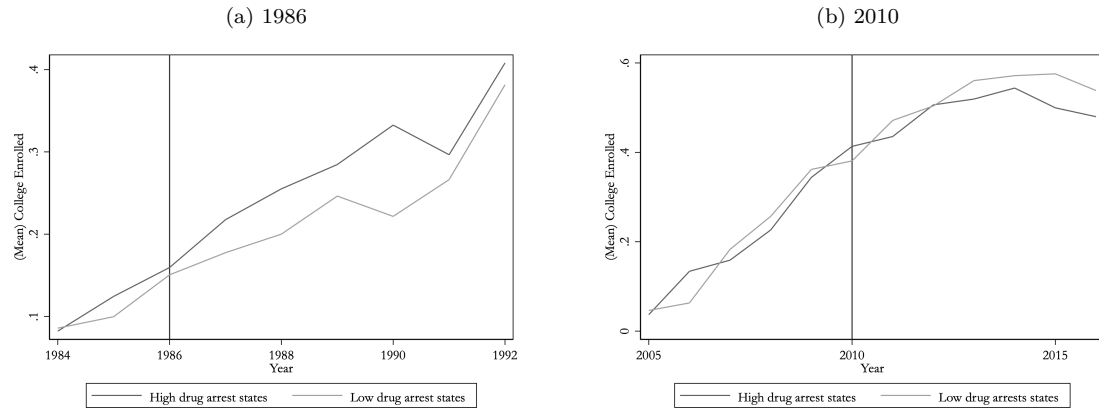 (a) 1986
(Mean) College Enrolled
.4
.3
.2
.1
1984 1986 1988 1990 1992
Year
High drug arrest states Low drug arrest states
(b) 2010
(Mean) College Enrolled
.6
.4
.2
0
2005 2010 2015
Year
High drug arrest states Low drug arrests states